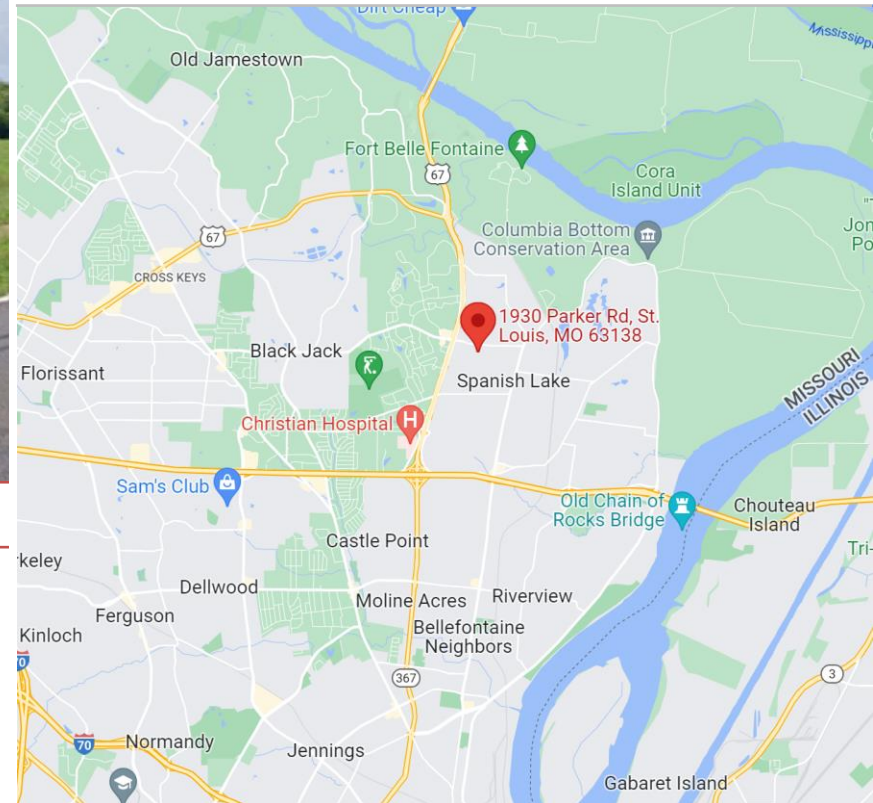 Dirt Cheap
Mississippi
Old Jamestown
Fort Belle Fontaine
67
Cora
Island Unit
Columbia Bottom
Conservation Area
67
CROSS KEYS
1930 Parker Rd, St.
Louis, MO 63138
Black Jack
Florissant
Spanish Lake
MISSOURI
ILLINOIS
Christian Hospital
H
Sam's Club
Old Chain of
Rocks Bridge
Chouteau
Island
Castle Point
Tri-
rkeley
Dellwood
Moline Acres
Riverview
Ferguson
Kinloch
Bellefontaine
Neighbors
367
3
70
70
Normandy
Jennings
Gabaret Island